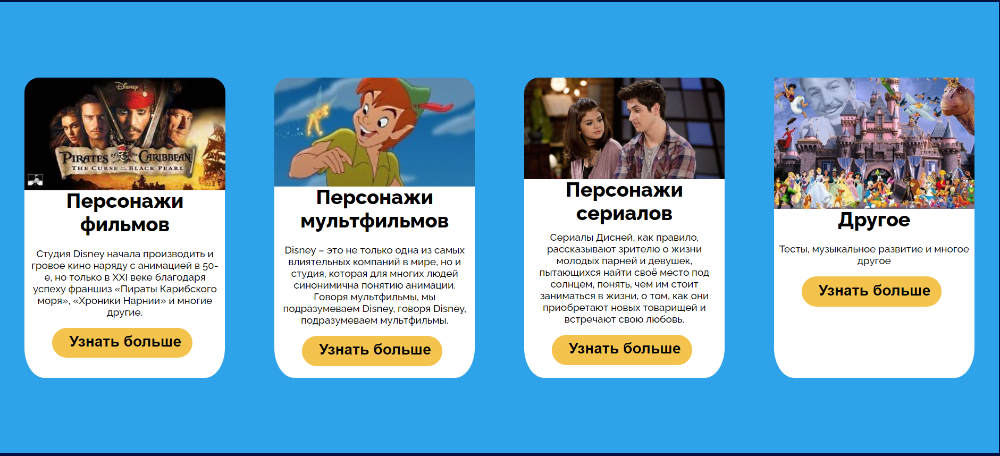 Disney
PIRATES of the CARIBBEAN
THE CURSE OF THE BLACK PEARL
Персонажи
фильмов
Студия Disney начала производить и
гровое кино наряду с анимацией в 50-
е, но только в XXI веке благодаря
успеху франшиз «Пираты Карибского
моря», «Хроники Нарнии» и многие
другие.
Узнать больше
Персонажи
мультфильмов
Disney – это не только одна из самых
влиятельных компаний в мире, но и
студия, которая для многих людей
синонимична понятию анимации.
Говоря мультфильмы, мы
подразумеваем Disney, говоря Disney,
подразумеваем мультфильмы.
Узнать больше
Персонажи
сериалов
Сериалы Дисней, как правило,
рассказывают зрителю о жизни
молодых парней и девушек,
пытающихся найти своё место под
солнцем, понять, чем им стоит
заниматься в жизни, о том, как они
приобретают новых товарищей и
встречают свою любовь.
Узнать больше
Другое
Тесты, музыкальное развитие и многое
другое
Узнать больше